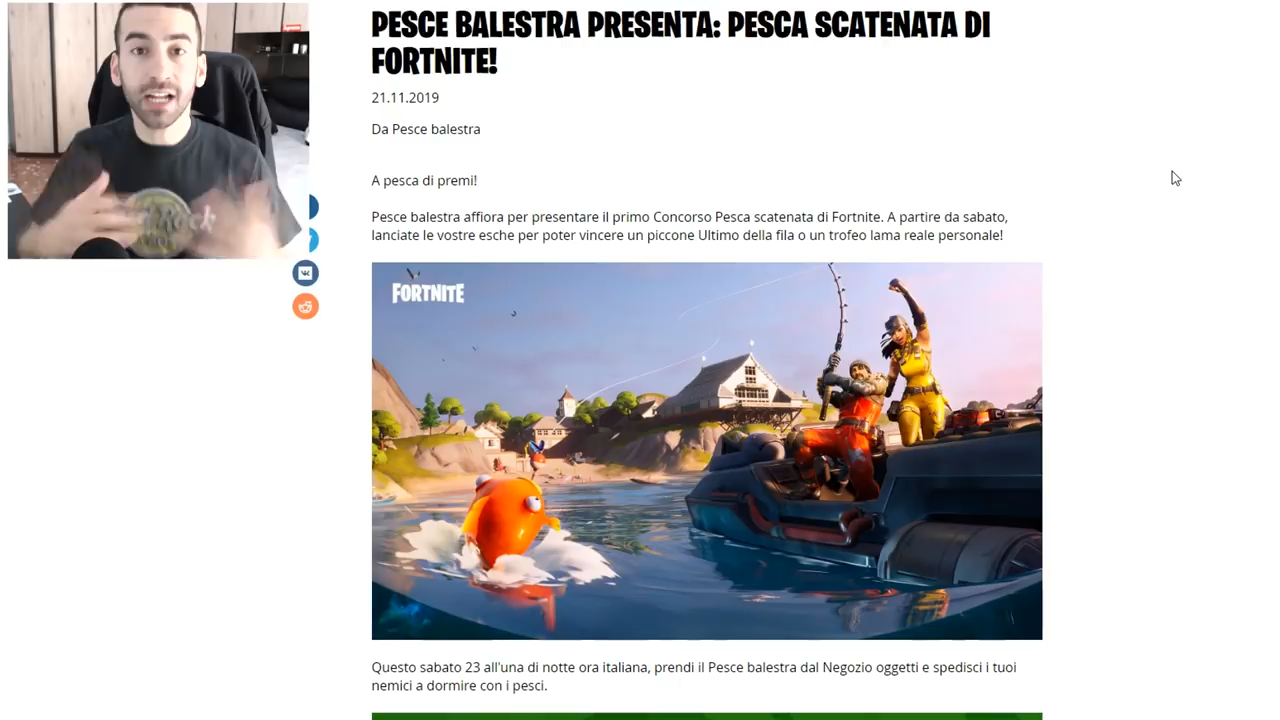 PESCE BALESTRA PRESENTA: PESCA SCATENATA DI
FORTNITE!
21.11.2019
Da Pesce balestra
A pesca di premi!
Pesce balestra affiora per presentare il primo Concorso Pesca scatenata di Fortnite. A partire da sabato,
lanciate le vostre esche per poter vincere un piccone Ultimo della fila o un trofeo lama reale personale!
FORTNITE
Questo sabato 23 all'una di notte ora italiana, prendi il Pesce balestra dal Negozio oggetti e spedisci i tuoi
nemici a dormire con i pesci.